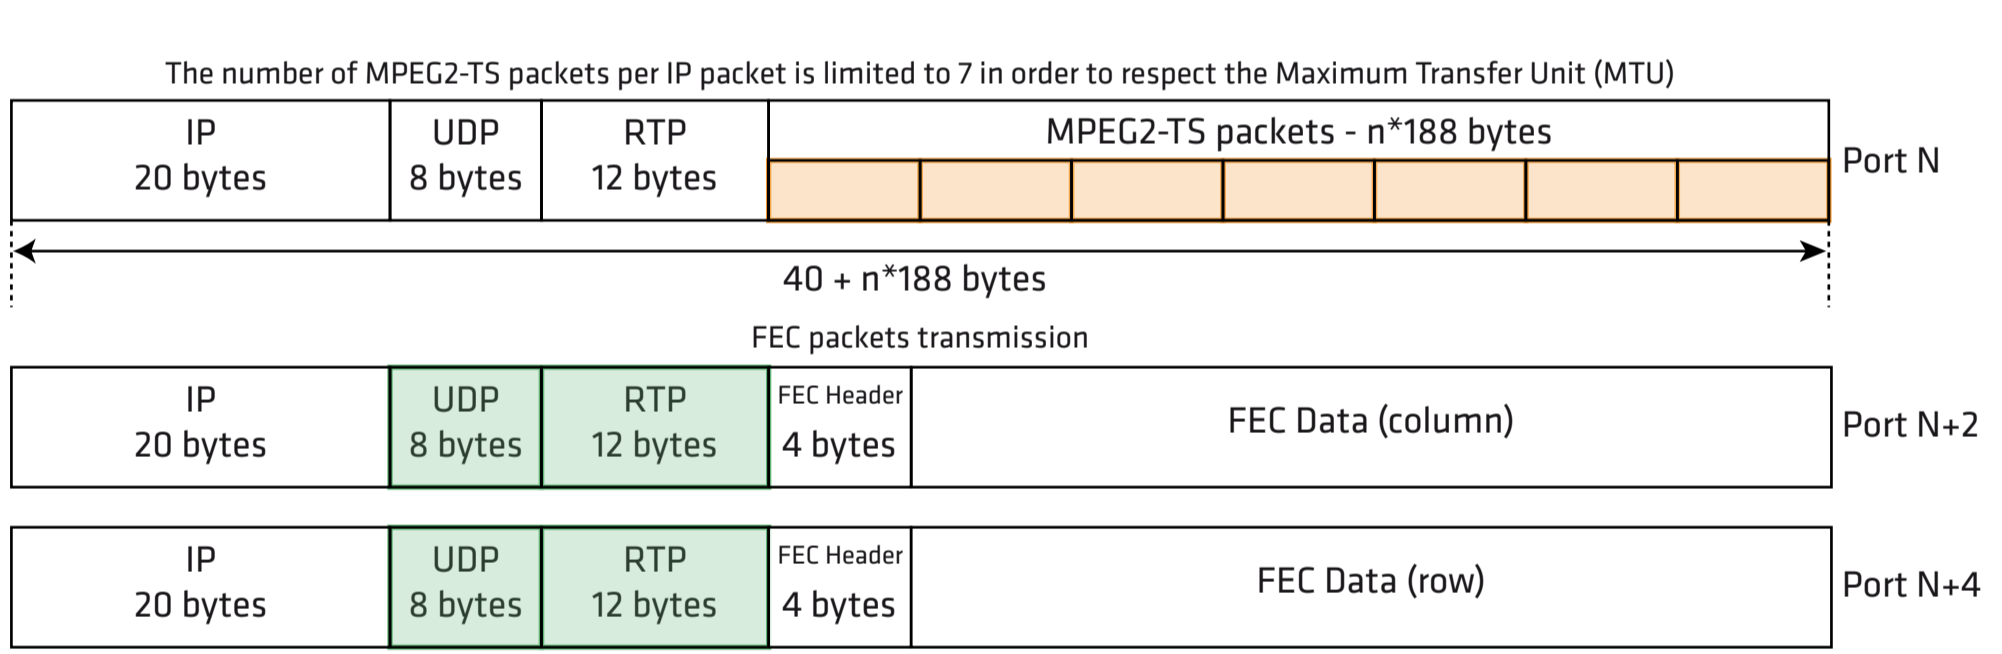 The number of MPEG2-TS packets per IP packet is limited to 7 in order to respect the Maximum Transfer Unit (MTU)
IP
20 bytes
UDP
8 bytes
RTP
12 bytes
MPEG2-TS packets - n*188 bytes
Port N
40 + n*188 bytes
FEC packets transmission
IP
20 bytes
UDP
8 bytes
RTP
12 bytes
FEC Header
4 bytes
FEC Data (column)
Port N+2
IP
20 bytes
UDP
8 bytes
RTP
12 bytes
FEC Header
4 bytes
FEC Data (row)
Port N+4